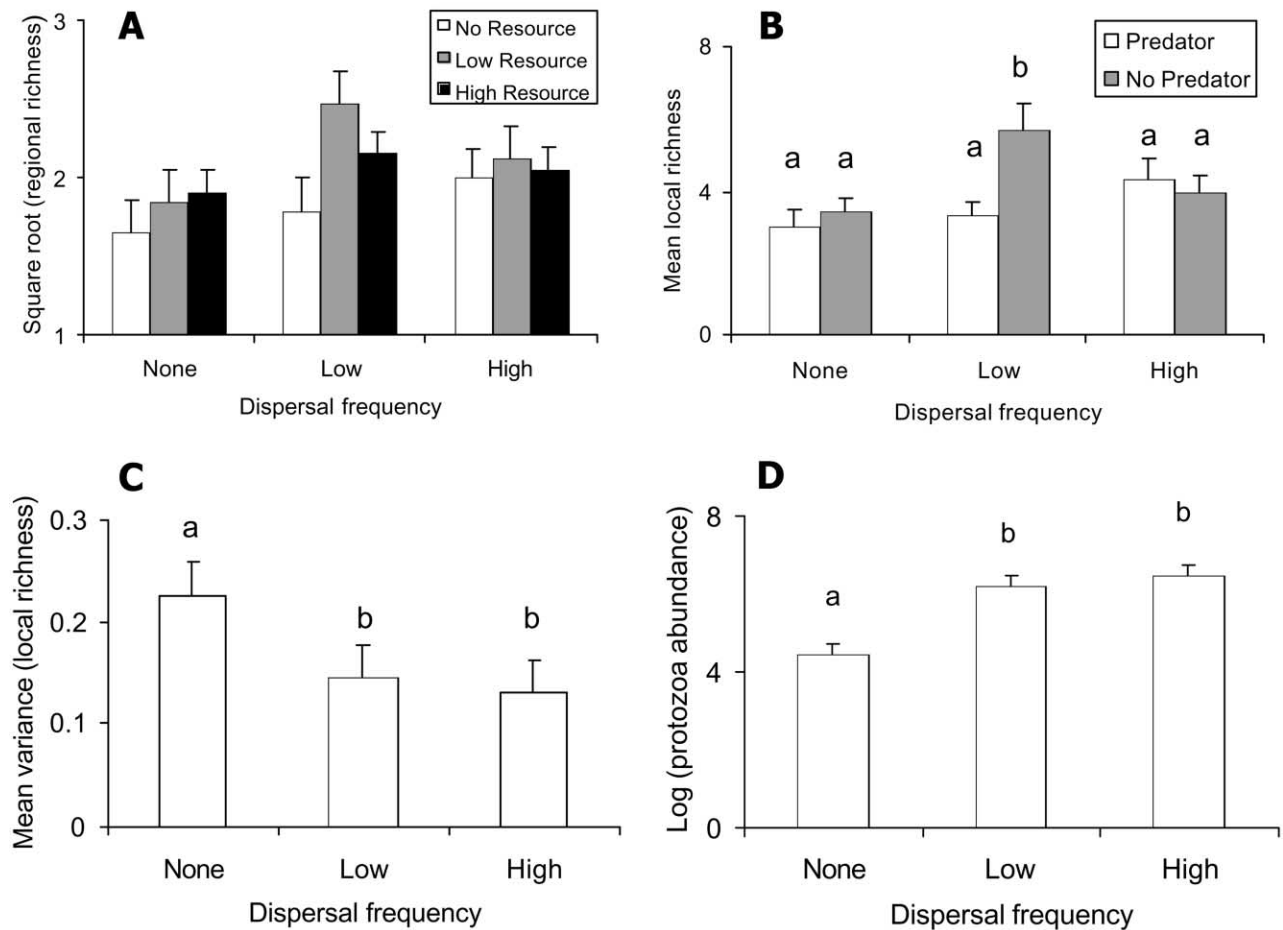 A
3
2
1
Square root (regional richness)
No Resource
Low Resource
High Resource
None Low High
Dispersal frequency
B
8
4
0
Mean local richness
Predator
No Predator
a a a b a a
None Low High
Dispersal frequency
C
0.3
0.2
0.1
0
Mean variance (local richness)
a b b
None Low High
Dispersal frequency
D
8
4
0
Log (protozoa abundance)
a b b
None Low High
Dispersal frequency